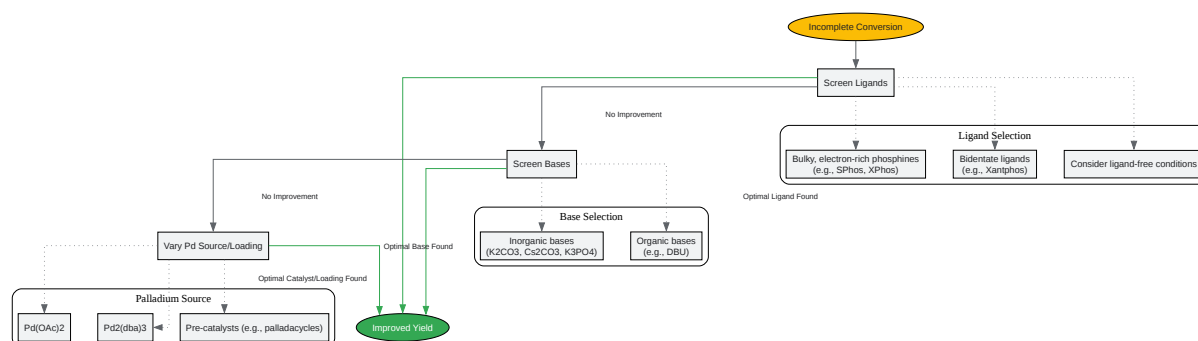 Incomplete Conversion
Screen Ligands
No Improvement
Ligand Selection
Bulky, electron-rich phosphines
(e.g., SPhos, XPhos)
Bidentate ligands
(e.g., Xantphos)
Consider ligand-free conditions
Screen Bases
No Improvement
Optimal Ligand Found
Base Selection
Inorganic bases
(K2CO3, Cs2CO3, K3PO4)
Organic bases
(e.g., DBU)
Vary Pd Source/Loading
Optimal Base Found
Optimal Catalyst/Loading Found
Palladium Source
Pd(OAc)2
Pd2(dba)3
Pre-catalysts (e.g., palladacycles)
Improved Yield